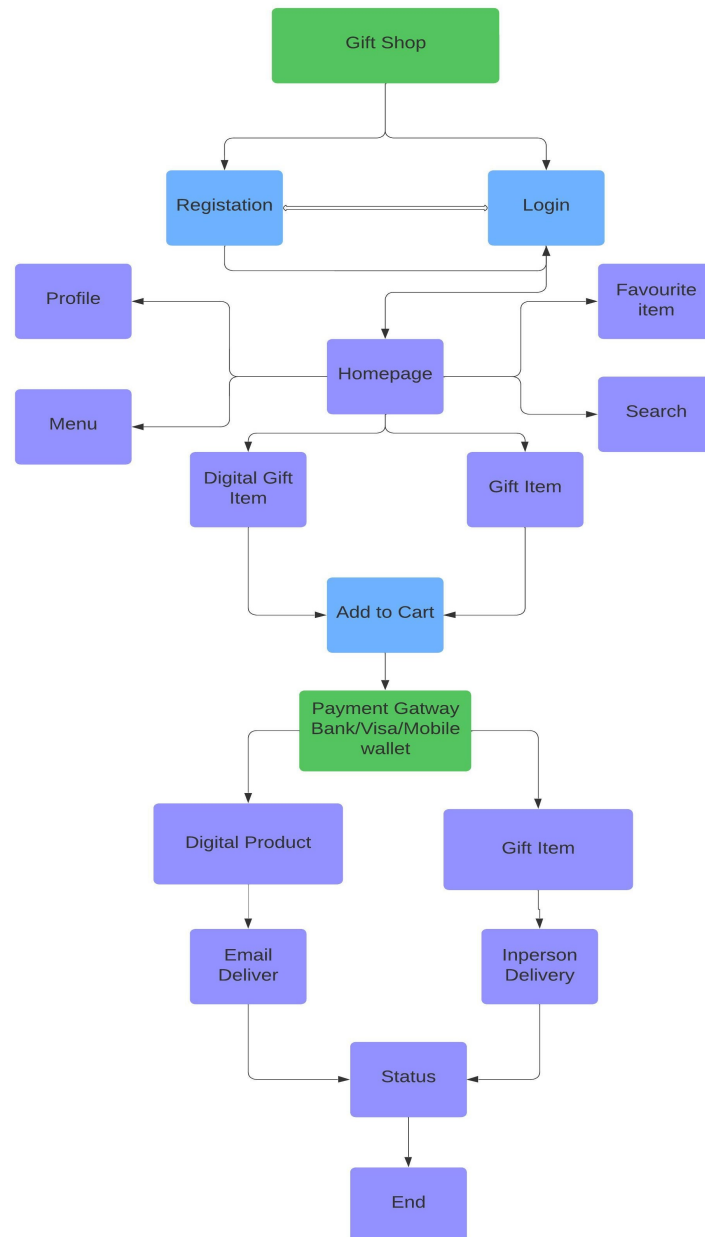 Gift Shop
Registation
Login
Profile
Favourite
item
Homepage
Menu
Search
Digital Gift
Item
Gift Item
Add to Cart
Payment Gatway
Bank/Visa/Mobile
wallet
Digital Product
Gift Item
Email
Deliver
Inperson
Delivery
Status
End